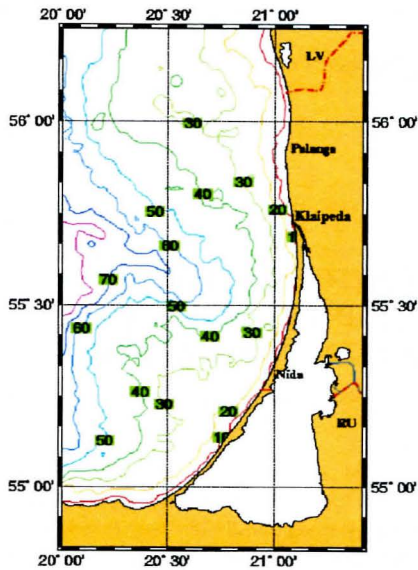 20° 00' 20° 30' 21° 00'
LV
56° 00' 30 56° 00'
Palanga
30
40
50 20
Klaipeda
60
70
55° 30' 50 55° 30'
60 40 30
Nida
40
30 20
RU
50
55° 00' 55° 00'
20° 00' 20° 30' 21° 00'